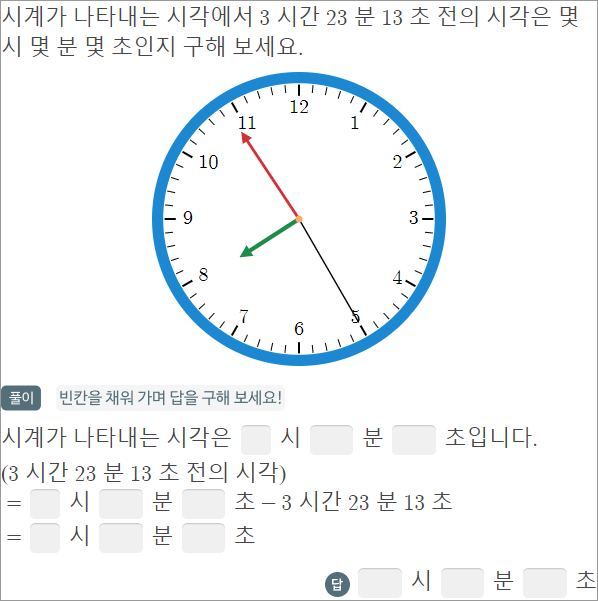 시계가 나타내는 시각에서 3 시간 23 분 13 초 전의 시각은 몇
시 몇 분 몇 초인지 구해 보세요.
12
11
1
10
2
9
3
8
4
7
5
6
풀이 빈칸을 채워 가며 답을 구해 보세요!
시계가 나타내는 시각은 시 분 초입니다.
(3 시간 23 분 13 초 전의 시각)
= 시 분 초 − 3 시간 23 분 13 초
= 시 분 초
답 시 분 초